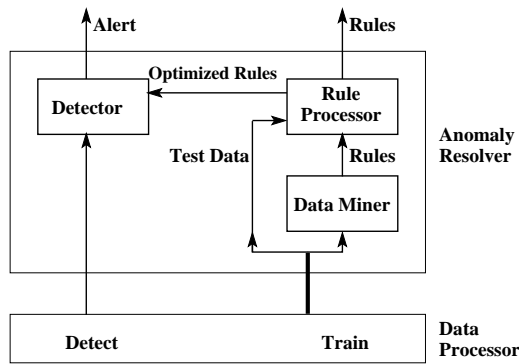 Alert
Rules
Optimized Rules
Detector
Rule
Processor
Anomaly
Resolver
Test Data
Rules
Data Miner
Detect
Train
Data
Processor